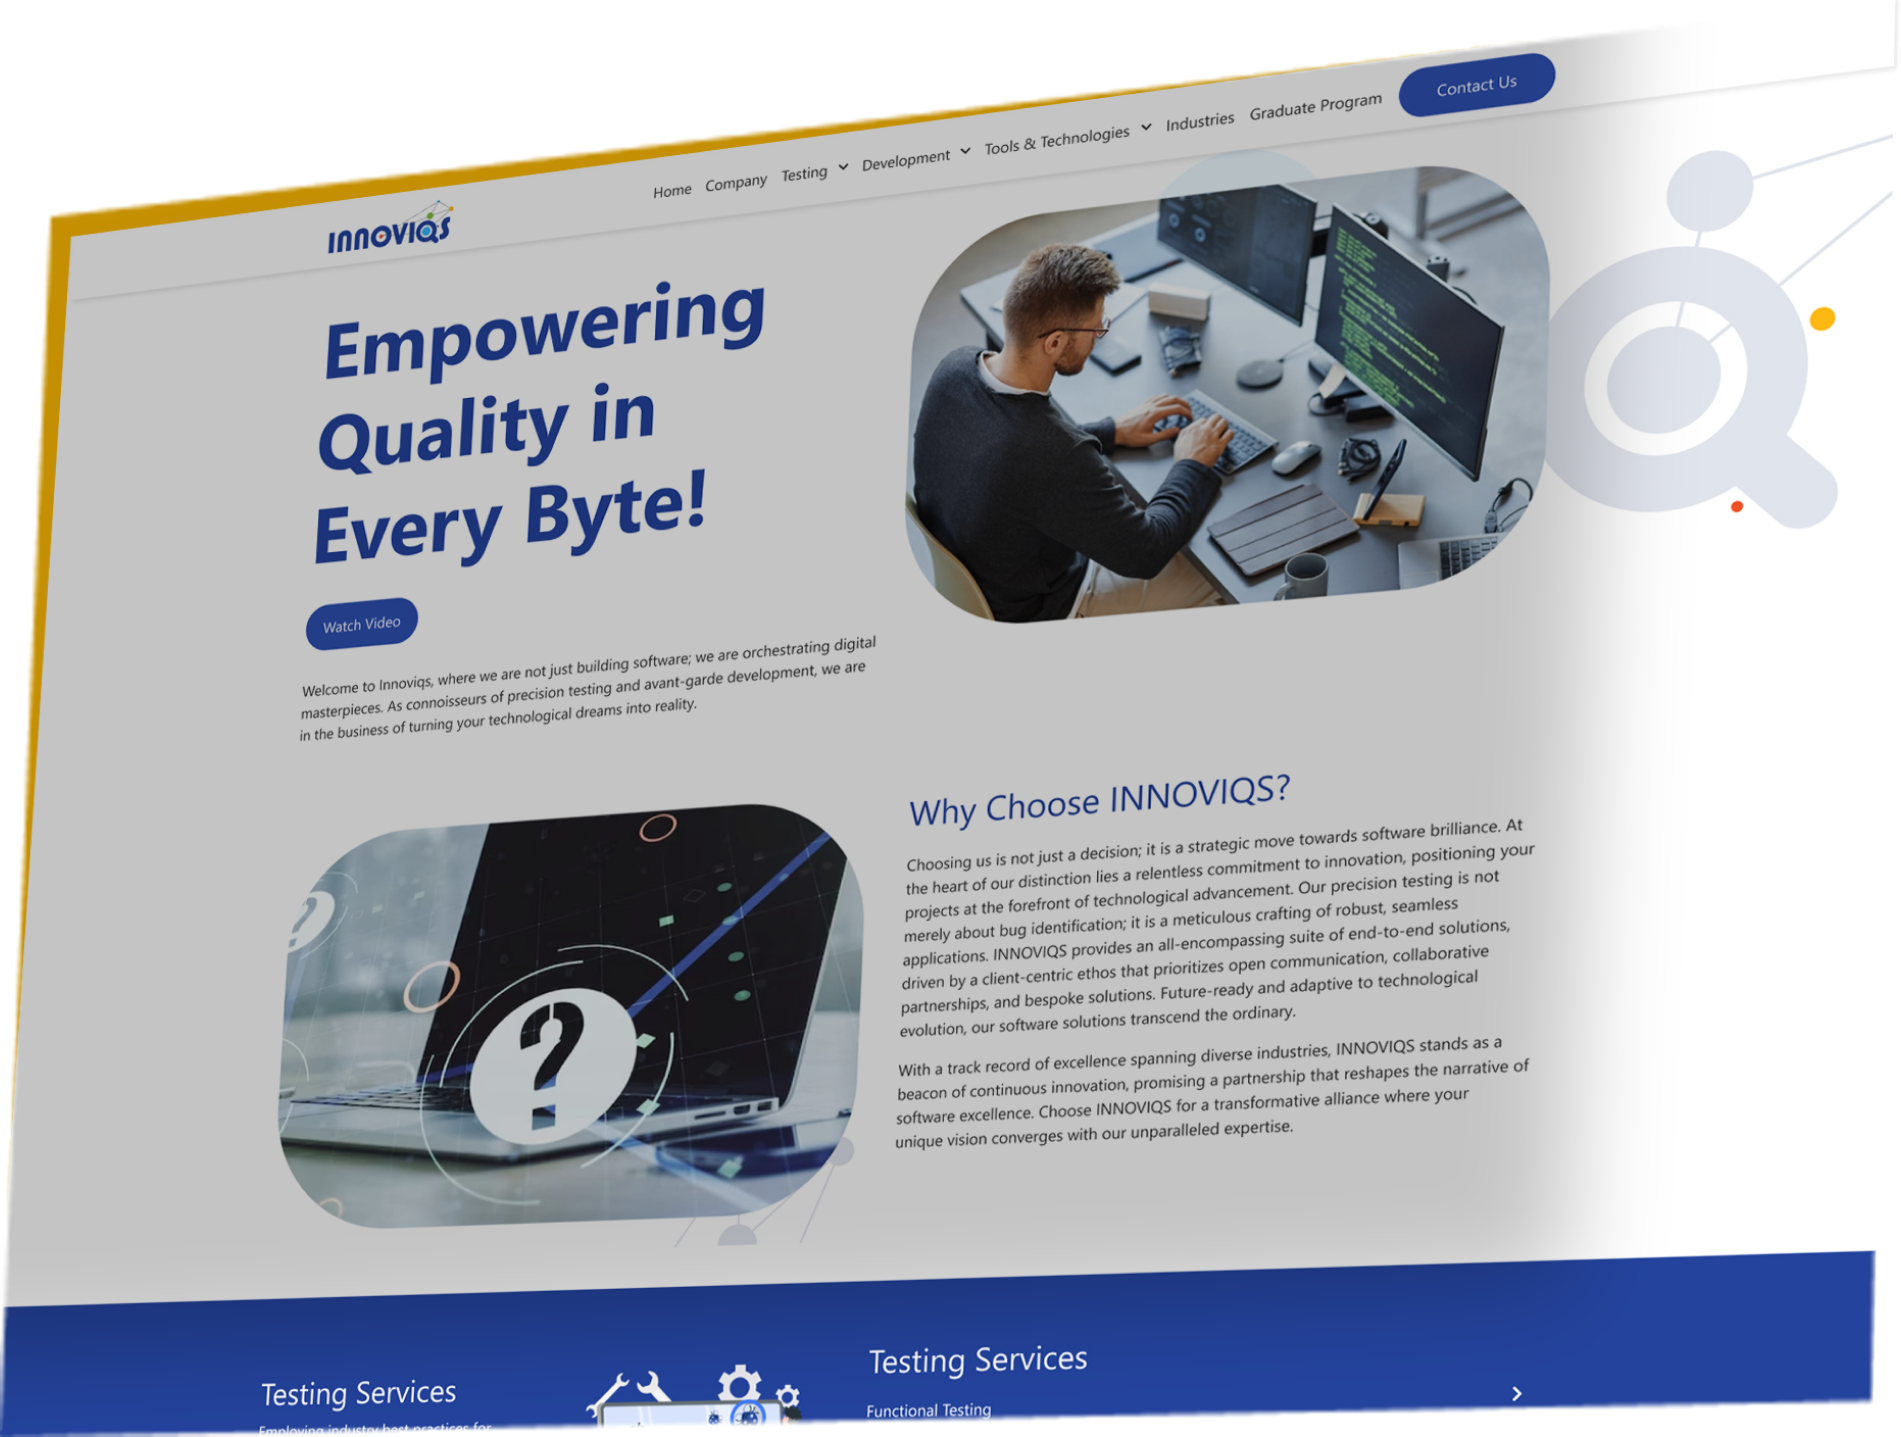 INNOVIQS
Home Company Testing Development Tools & Technologies Industries Graduate Program Contact Us
Empowering
Quality in
Every Byte!
Watch Video
Welcome to Innoviqs, where we are not just building software; we are orchestrating digital
masterpieces. As connoisseurs of precision testing and avant-garde development, we are
in the business of turning your technological dreams into reality.
Why Choose INNOVIQS?
Choosing us is not just a decision; it is a strategic move towards software brilliance. At
the heart of our distinction lies a relentless commitment to innovation, positioning your
projects at the forefront of technological advancement. Our precision testing is not
merely about bug identification; it is a meticulous crafting of robust, seamless
applications. INNOVIQS provides an all-encompassing suite of end-to-end solutions,
driven by a client-centric ethos that prioritizes open communication, collaborative
partnerships, and bespoke solutions. Future-ready and adaptive to technological
evolution, our software solutions transcend the ordinary.
With a track record of excellence spanning diverse industries, INNOVIQS stands as a
beacon of continuous innovation, promising a partnership that reshapes the narrative of
software excellence. Choose INNOVIQS for a transformative alliance where your
unique vision converges with our unparalleled expertise.
Testing Services
Employing industry best practices for
Testing Services
Functional Testing